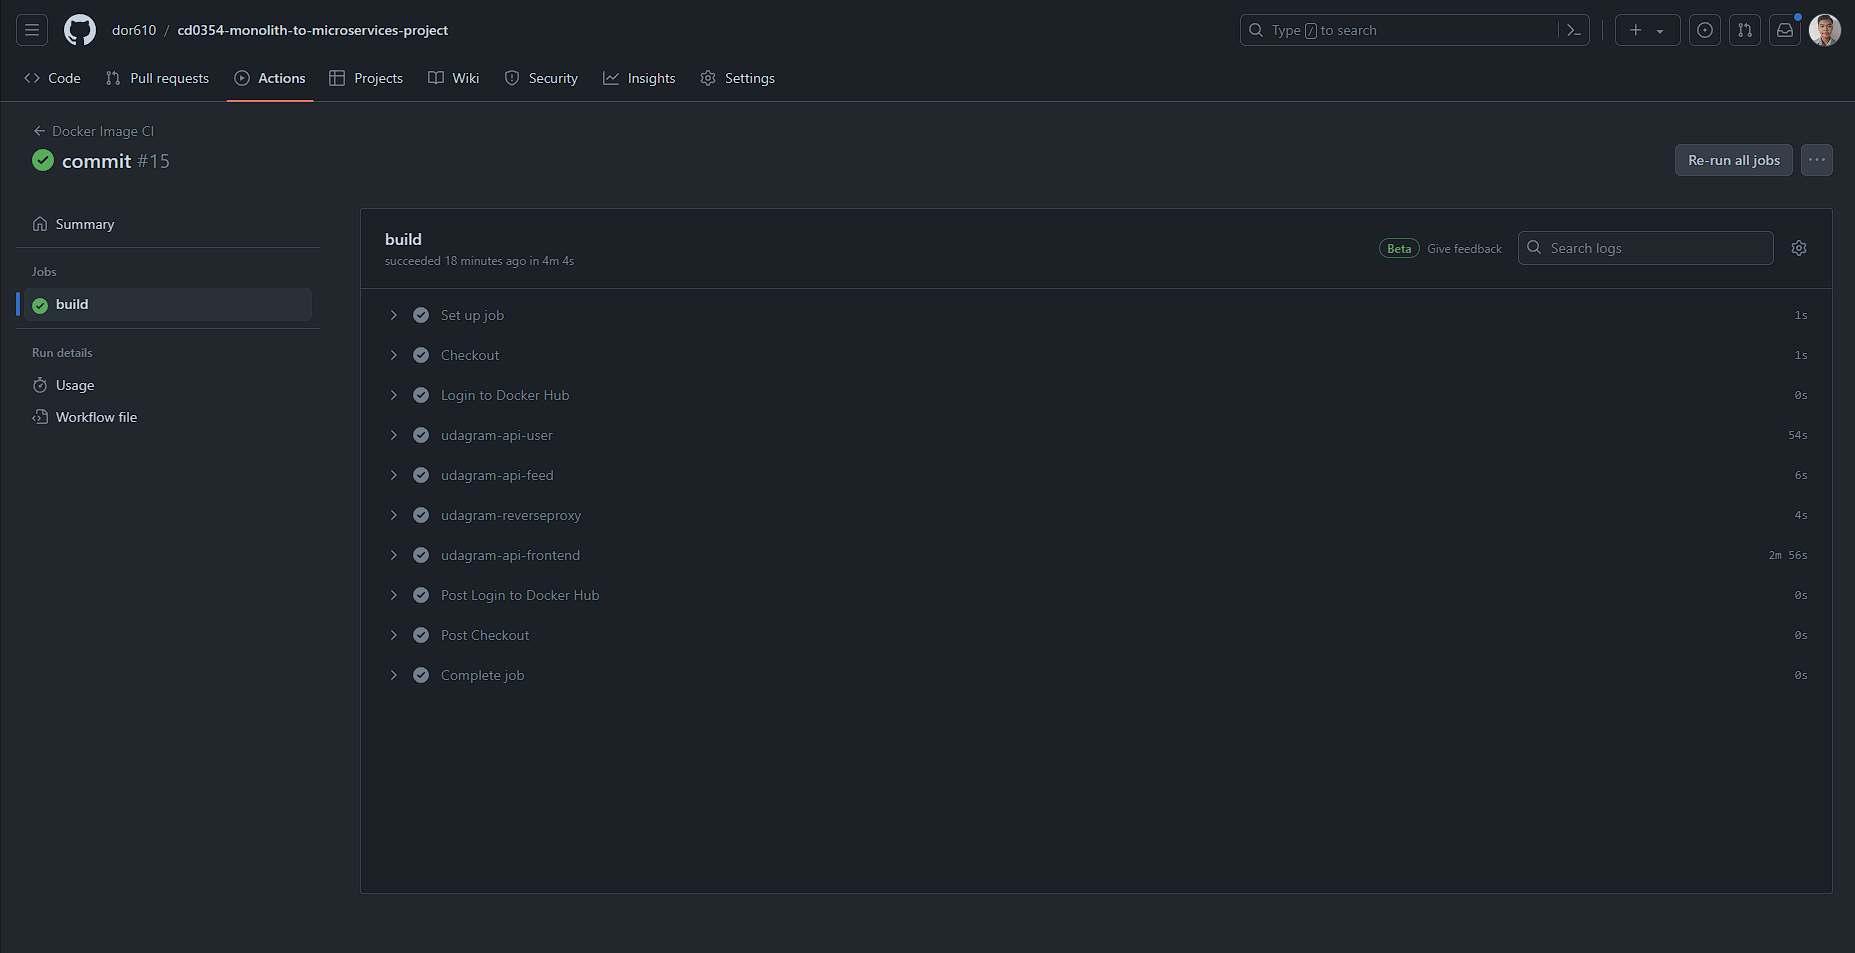 dor610 / cd0354-monolith-to-microservices-project
Type / to search
Code Pull requests Actions Projects Wiki Security Insights Settings
Docker Image CI
commit #15
Re-run all jobs
Summary
Jobs
build
Run details
Usage
Workflow file
build
succeeded 18 minutes ago in 4m 4s
Beta Give feedback Search logs
Set up job 1s
Checkout 1s
Login to Docker Hub 0s
udagram-api-user 54s
udagram-api-feed 6s
udagram-reverseproxy 4s
udagram-api-frontend 2m 56s
Post Login to Docker Hub 0s
Post Checkout 0s
Complete job 0s